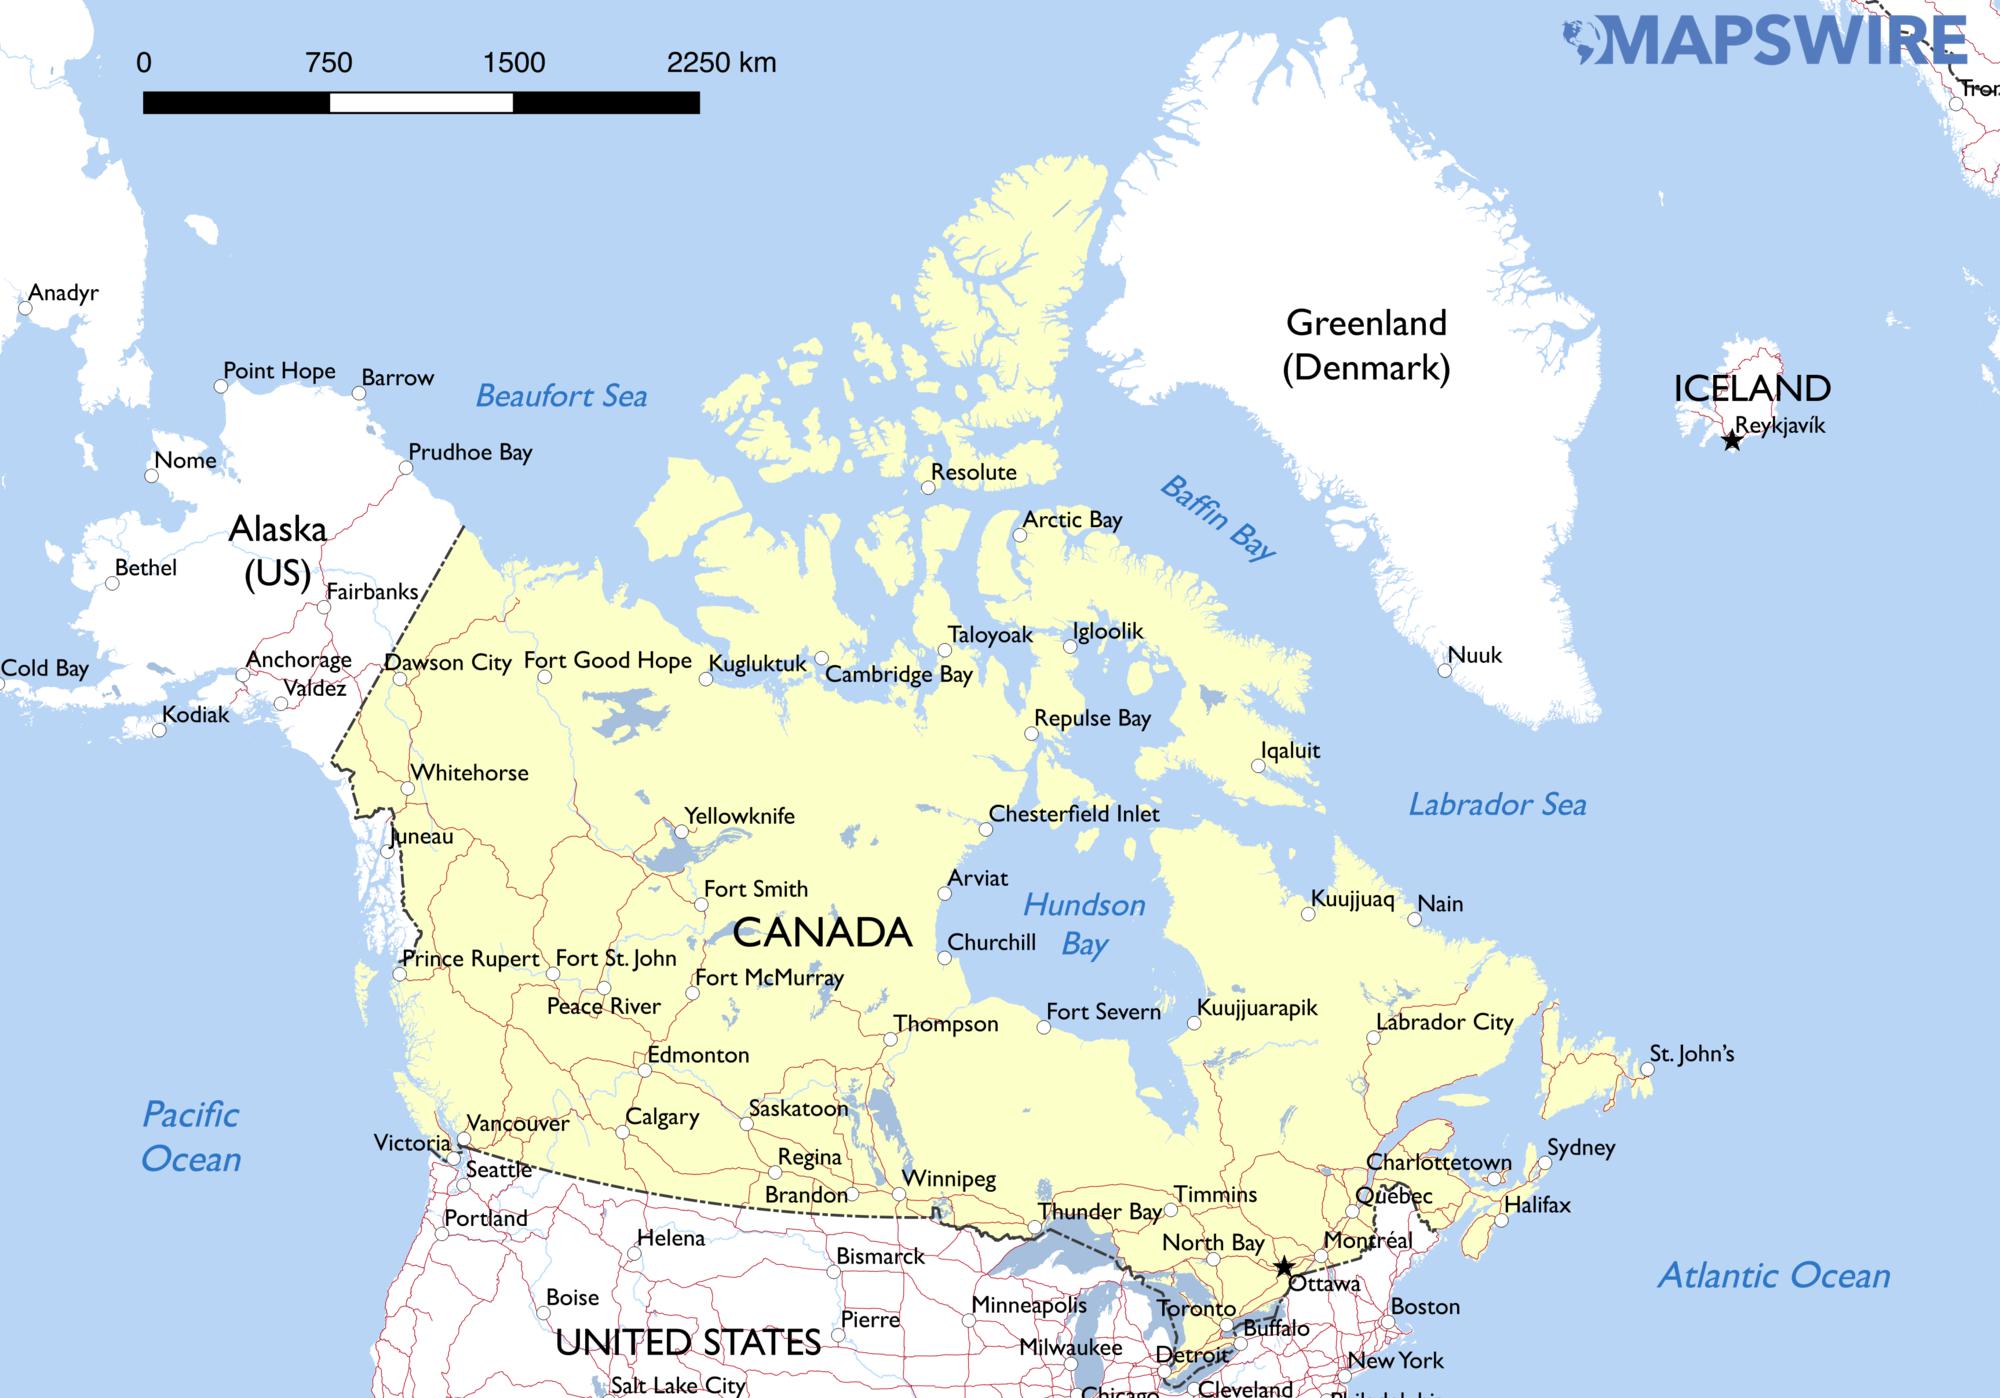 MAPSWIRE
0 750 1500 2250 km
Anadyr
Greenland
(Denmark)
Point Hope
Barrow
Beaufort Sea
ICELAND
Reykjavík
Prudhoe Bay
Nome
Resolute
Baffin Bay
Arctic Bay
Alaska
(US)
Bethel
Fairbanks
Taloyoak
Igloolik
Cold Bay
Anchorage
Dawson City
Fort Good Hope
Kugluktuk
Cambridge Bay
Nuuk
Valdez
Kodiak
Repulse Bay
Iqaluit
Whitehorse
Labrador Sea
Yellowknife
Chesterfield Inlet
Juneau
Fort Smith
Arviat
Hundson
Bay
Kuujjuaq
Nain
CANADA
Churchill
Prince Rupert
Fort St. John
Fort McMurray
Peace River
Fort Severn
Kuujjuarapik
Thompson
Labrador City
Edmonton
St. John's
Pacific
Ocean
Vancouver
Calgary
Saskatoon
Victoria
Sydney
Regina
Charlottetown
Seattle
Brandon
Winnipeg
Timmins
Québec
Halifax
Portland
Thunder Bay
Helena
North Bay
Montréal
Bismarck
Ottawa
Atlantic Ocean
Boise
Minneapolis
Toronto
Boston
Pierre
Buffalo
UNITED STATES
Milwaukee
Detroit
New York
Salt Lake City
Chicago
Cleveland